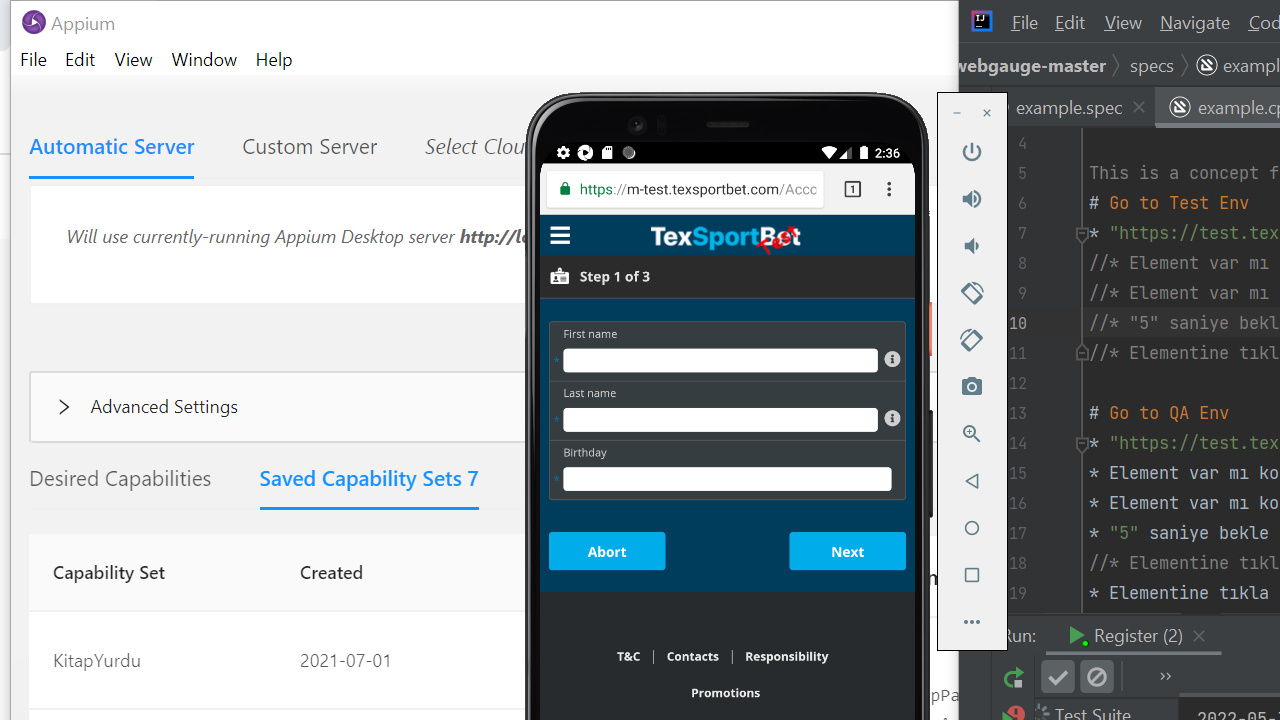 Appium
File Edit View Window Help
Automatic Server Custom Server Select Clou
Will use currently-running Appium Desktop server http://lo
Advanced Settings
Desired Capabilities Saved Capability Sets 7
Capability Set Created
KitapYurdu 2021-07-01
2:36
https://m-test.texsportbet.com/Acco
1
TexSportBet
Test
Step 1 of 3
First name
*
Last name
*
Birthday
*
Abort Next
T&C | Contacts | Responsibility
Promotions
File Edit View Navigate Cod
webgauge-master specs exampl
example.spec example.cp
4
5 This is a concept f
6 # Go to Test Env
7 * "https://test.tex
8 //* Element var mı
9 //* Element var mı
10 //* "5" saniye bekle
11 //* Elementine tıkl
12
13 # Go to QA Env
14 * "https://test.tex
15 * Element var mı ko
16 * Element var mı ko
17 * "5" saniye bekle
18 //* Elementine tıkl
19 * Elementine tıkla
Run: Register (2)
Test Suite 2022-05-